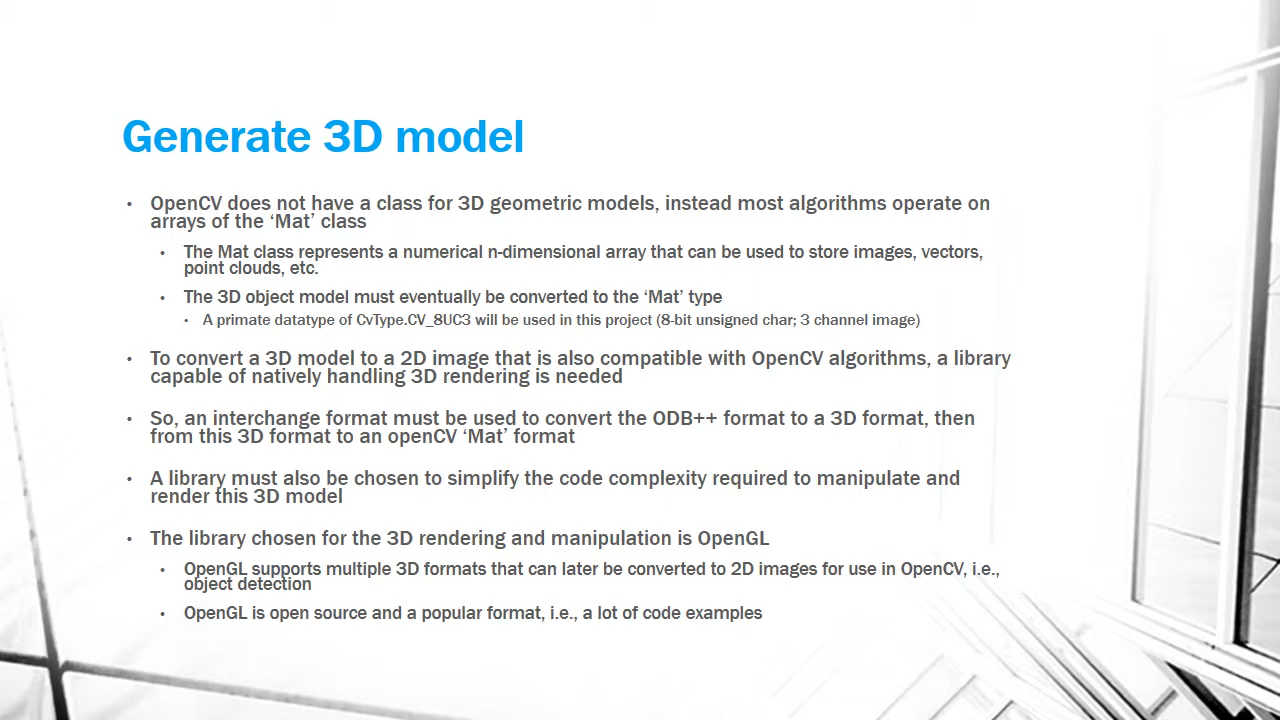 Generate 3D model
• OpenCV does not have a class for 3D geometric models, instead most algorithms operate on
arrays of the ‘Mat’ class
• The Mat class represents a numerical n-dimensional array that can be used to store images, vectors,
point clouds, etc.
• The 3D object model must eventually be converted to the ‘Mat’ type
• A primate datatype of CvType.CV_8UC3 will be used in this project (8-bit unsigned char; 3 channel image)
• To convert a 3D model to a 2D image that is also compatible with OpenCV algorithms, a library
capable of natively handling 3D rendering is needed
• So, an interchange format must be used to convert the ODB++ format to a 3D format, then
from this 3D format to an openCV ‘Mat’ format
• A library must also be chosen to simplify the code complexity required to manipulate and
render this 3D model
• The library chosen for the 3D rendering and manipulation is OpenGL
• OpenGL supports multiple 3D formats that can later be converted to 2D images for use in OpenCV, i.e.,
object detection
• OpenGL is open source and a popular format, i.e., a lot of code examples